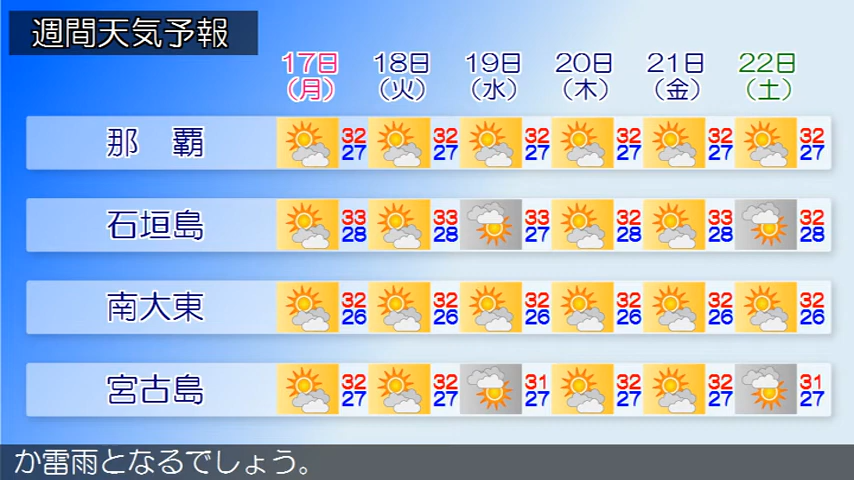 週間天気予報
17日 18日 19日 20日 21日 22日
(月) (火) (水) (木) (金) (土)
那　覇 32 32 32 32 32 32
27 27 27 27 27 27
石垣島 33 33 33 32 33 32
28 28 27 28 28 28
南大東 32 32 32 32 32 32
26 26 26 26 26 26
宮古島 32 32 31 32 32 31
27 27 27 27 27 27
か雷雨となるでしょう。